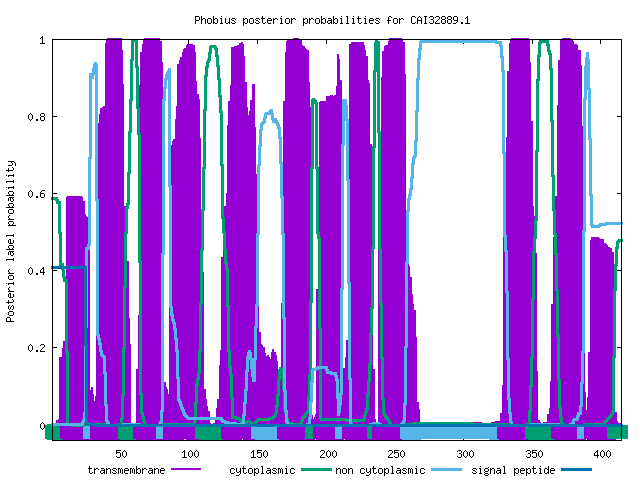 Phobius posterior probabilities for CAI32889.1
1
0.8
0.6
0.4
0.2
0
Posterior label probability
50 100 150 200 250 300 350 400
transmembrane cytoplasmic non cytoplasmic signal peptide